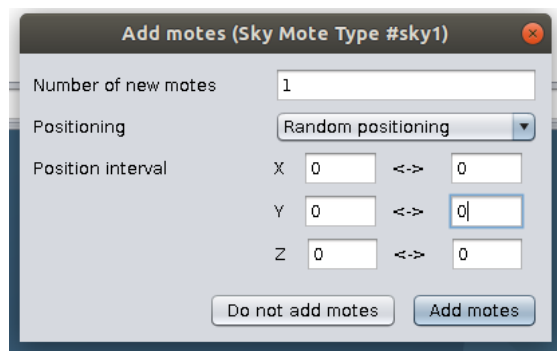 Add motes (Sky Mote Type #sky1)
Number of new motes 1
Positioning Random positioning
Position interval X 0 <-> 0
Y 0 <-> 0
Z 0 <-> 0
Do not add motes Add motes